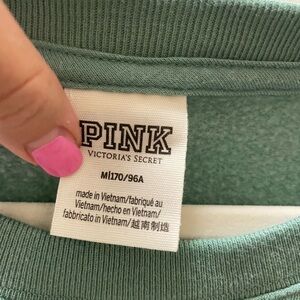 PINK
VICTORIA'S SECRET
M|170/96A
made in Vietnam/fabriqué au
Vietnam/hecho en Vietnam/
fabbricato in Vietnam/越南制造